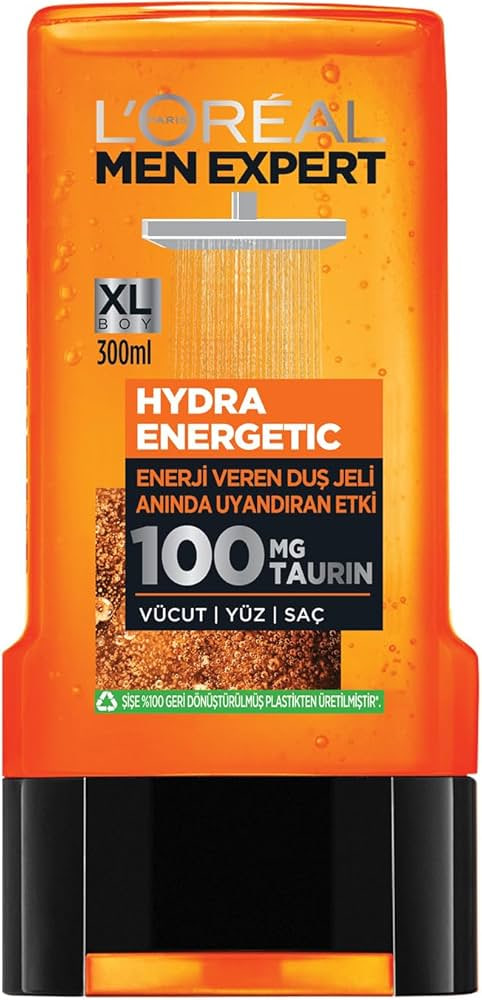 L'ORÉAL
PARIS
MEN EXPERT
XL
BOY
300ml
HYDRA
ENERGETIC
ENERJİ VEREN DUŞ JELİ
ANINDA UYANDIRAN ETKİ
100 MG
TAURIN
VÜCUT | YÜZ | SAÇ
ŞİŞE %100 GERİ DÖNÜŞTÜRÜLMÜŞ PLASTİKTEN ÜRETİLMİŞTİR*.